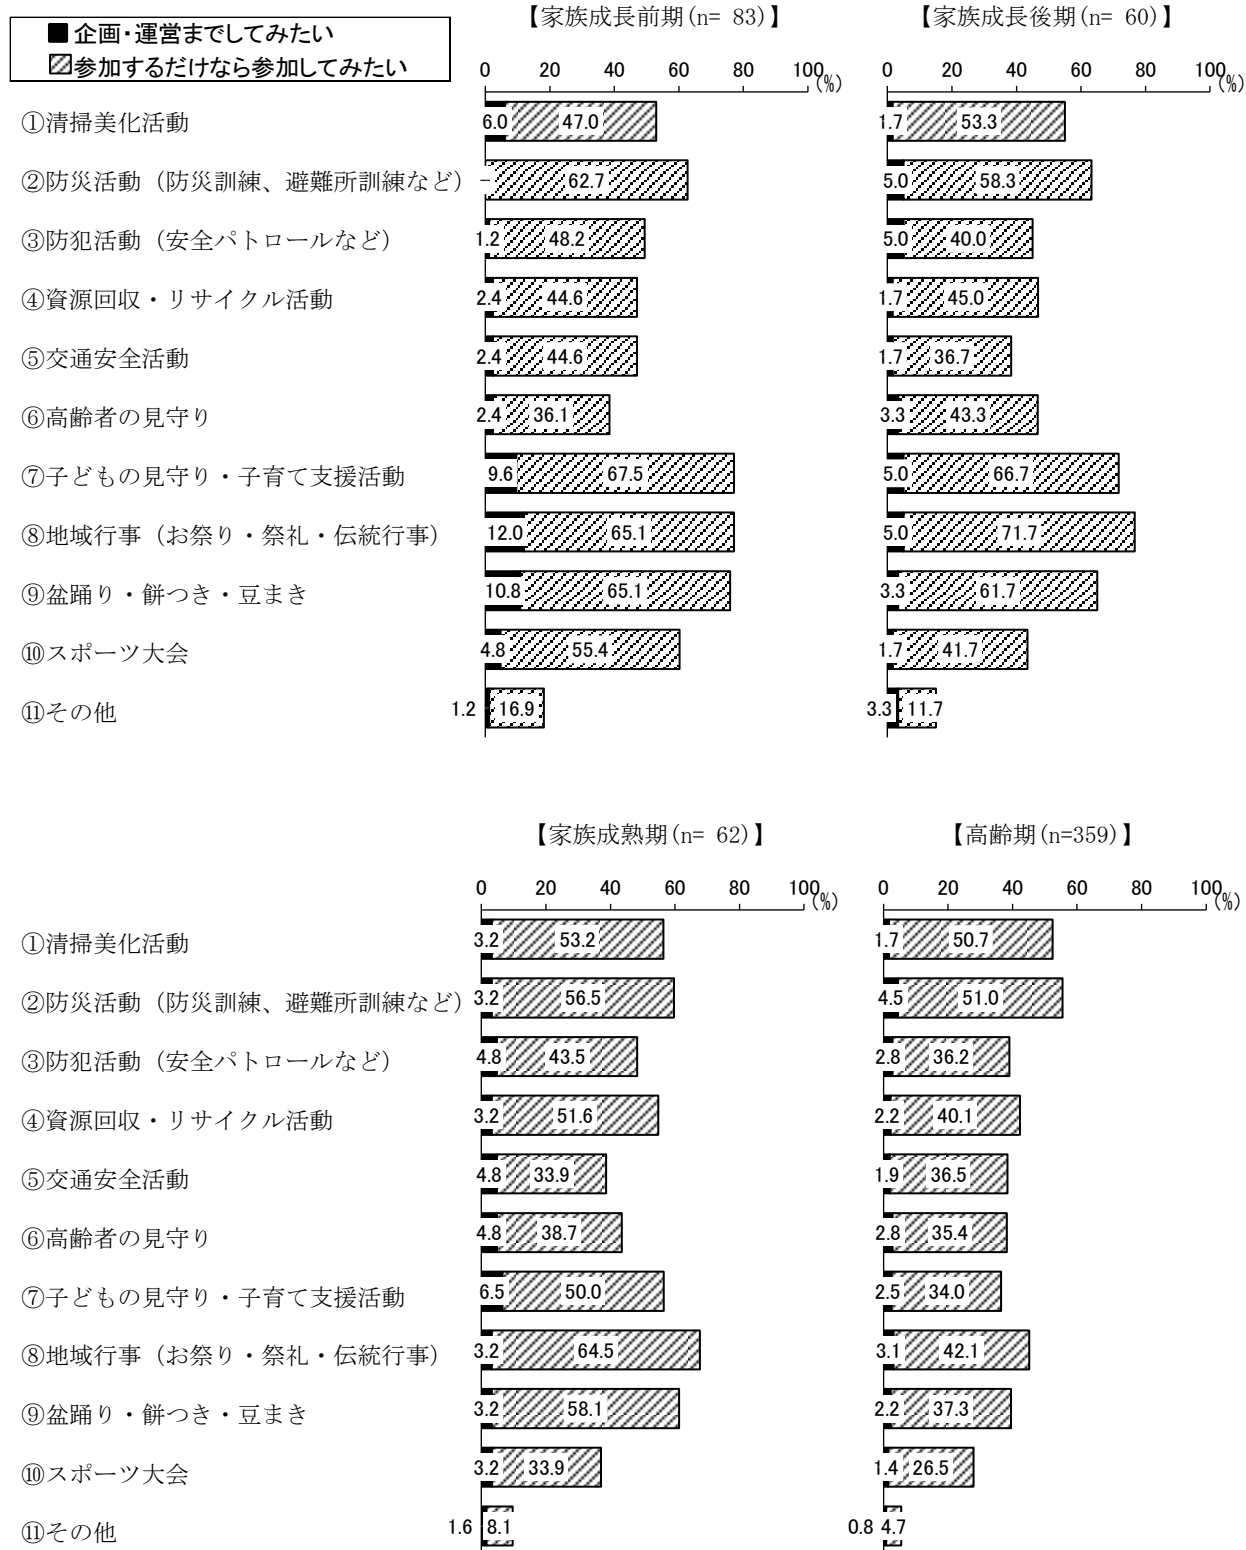 ■企画・運営までしてみたい
参加するだけなら参加してみたい
【家族成長前期(n= 83)】 【家族成長後期(n= 60)】
0 20 40 60 80 100 (%) 0 20 40 60 80 100 (%)
①清掃美化活動 6.0 47.0 1.7 53.3
②防災活動（防災訓練、避難所訓練など） - 62.7 5.0 58.3
③防犯活動（安全パトロールなど） 1.2 48.2 5.0 40.0
④資源回収・リサイクル活動 2.4 44.6 1.7 45.0
⑤交通安全活動 2.4 44.6 1.7 36.7
⑥高齢者の見守り 2.4 36.1 3.3 43.3
⑦子どもの見守り・子育て支援活動 9.6 67.5 5.0 66.7
⑧地域行事（お祭り・祭礼・伝統行事） 12.0 65.1 5.0 71.7
⑨盆踊り・餅つき・豆まき 10.8 65.1 3.3 61.7
⑩スポーツ大会 4.8 55.4 1.7 41.7
⑪その他 1.2 16.9 3.3 11.7
【家族成熟期(n= 62)】 【高齢期(n=359)】
0 20 40 60 80 100 (%) 0 20 40 60 80 100 (%)
①清掃美化活動 3.2 53.2 1.7 50.7
②防災活動（防災訓練、避難所訓練など） 3.2 56.5 4.5 51.0
③防犯活動（安全パトロールなど） 4.8 43.5 2.8 36.2
④資源回収・リサイクル活動 3.2 51.6 2.2 40.1
⑤交通安全活動 4.8 33.9 1.9 36.5
⑥高齢者の見守り 4.8 38.7 2.8 35.4
⑦子どもの見守り・子育て支援活動 6.5 50.0 2.5 34.0
⑧地域行事（お祭り・祭礼・伝統行事） 3.2 64.5 3.1 42.1
⑨盆踊り・餅つき・豆まき 3.2 58.1 2.2 37.3
⑩スポーツ大会 3.2 33.9 1.4 26.5
⑪その他 1.6 8.1 0.8 4.7